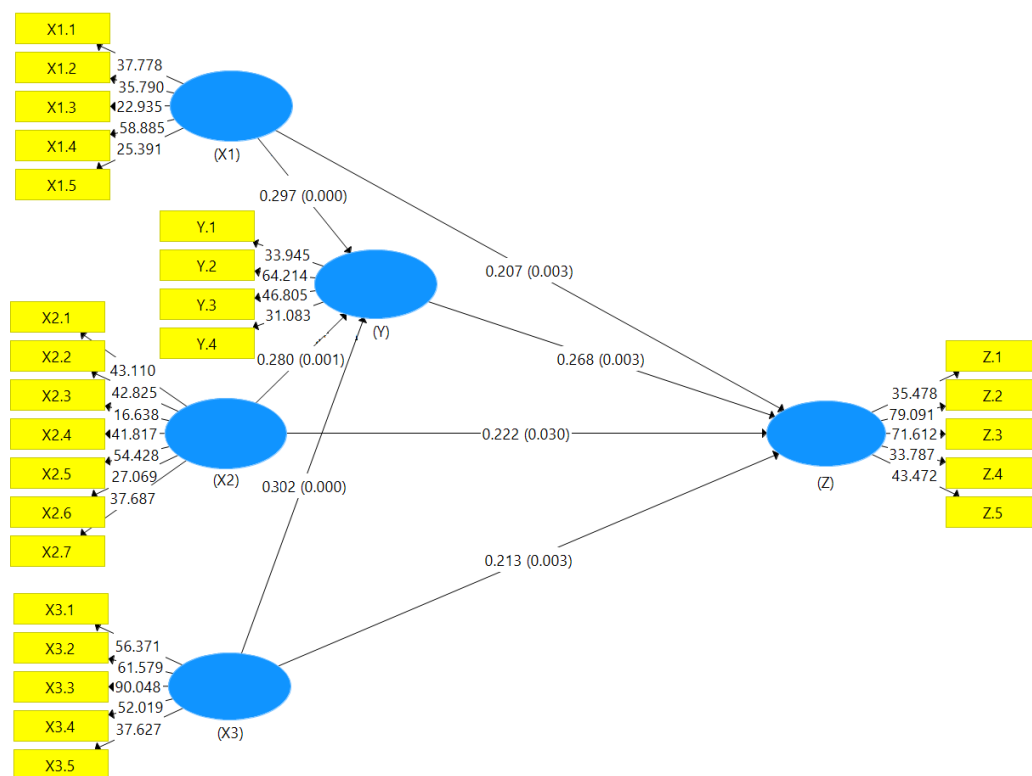 X1.1
X1.2
X1.3
X1.4
X1.5
37.778
35.790
22.935
58.885
25.391
(X1)
0.297 (0.000)
0.207 (0.003)
Y.1
Y.2
Y.3
Y.4
33.945
64.214
46.805
31.083
(Y)
0.280 (0.001)
0.268 (0.003)
X2.1
X2.2
X2.3
X2.4
X2.5
X2.6
X2.7
43.110
42.825
16.638
41.817
54.428
27.069
37.687
(X2)
0.222 (0.030)
0.302 (0.000)
0.213 (0.003)
Z.1
Z.2
Z.3
Z.4
Z.5
35.478
79.091
71.612
33.787
43.472
(Z)
X3.1
X3.2
X3.3
X3.4
X3.5
56.371
61.579
90.048
52.019
37.627
(X3)